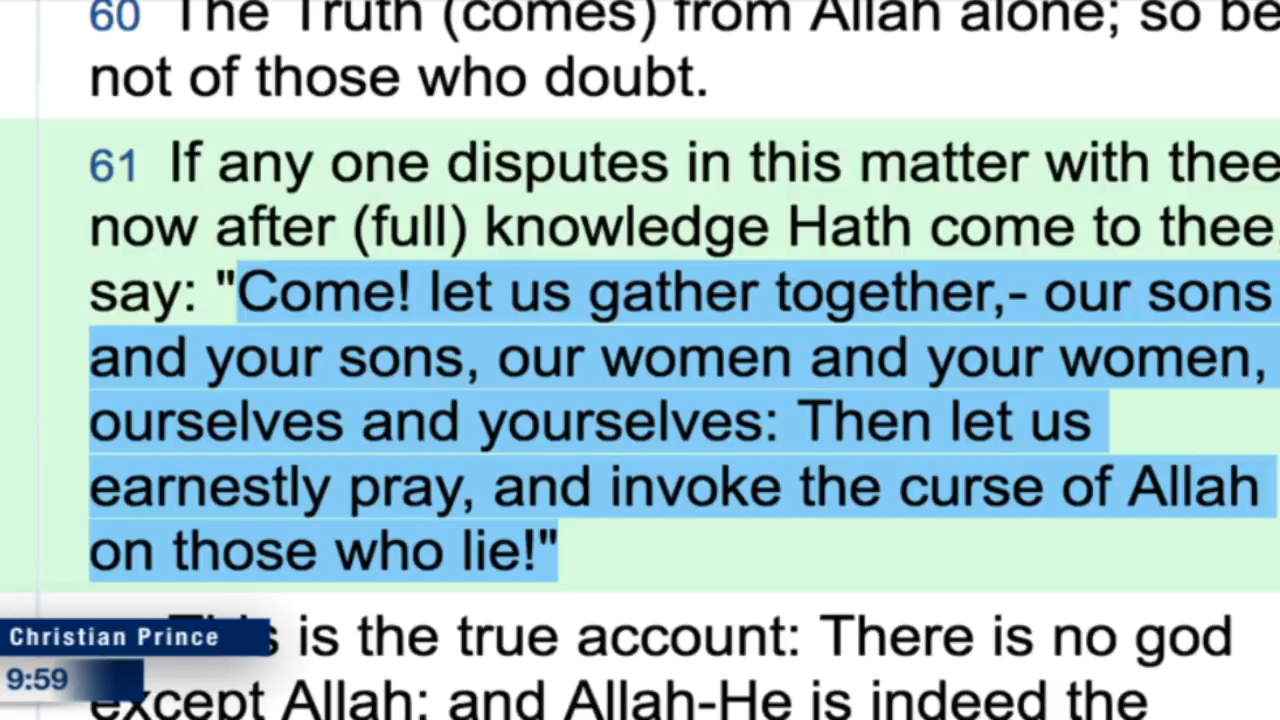 60 The Truth (comes) from Allah alone; so be
not of those who doubt.
61 If any one disputes in this matter with thee
now after (full) knowledge Hath come to thee,
say: "Come! let us gather together,- our sons
and your sons, our women and your women,
ourselves and yourselves: Then let us
earnestly pray, and invoke the curse of Allah
on those who lie!"
This is the true account: There is no god
except Allah; and Allah-He is indeed the
Christian Prince
9:59